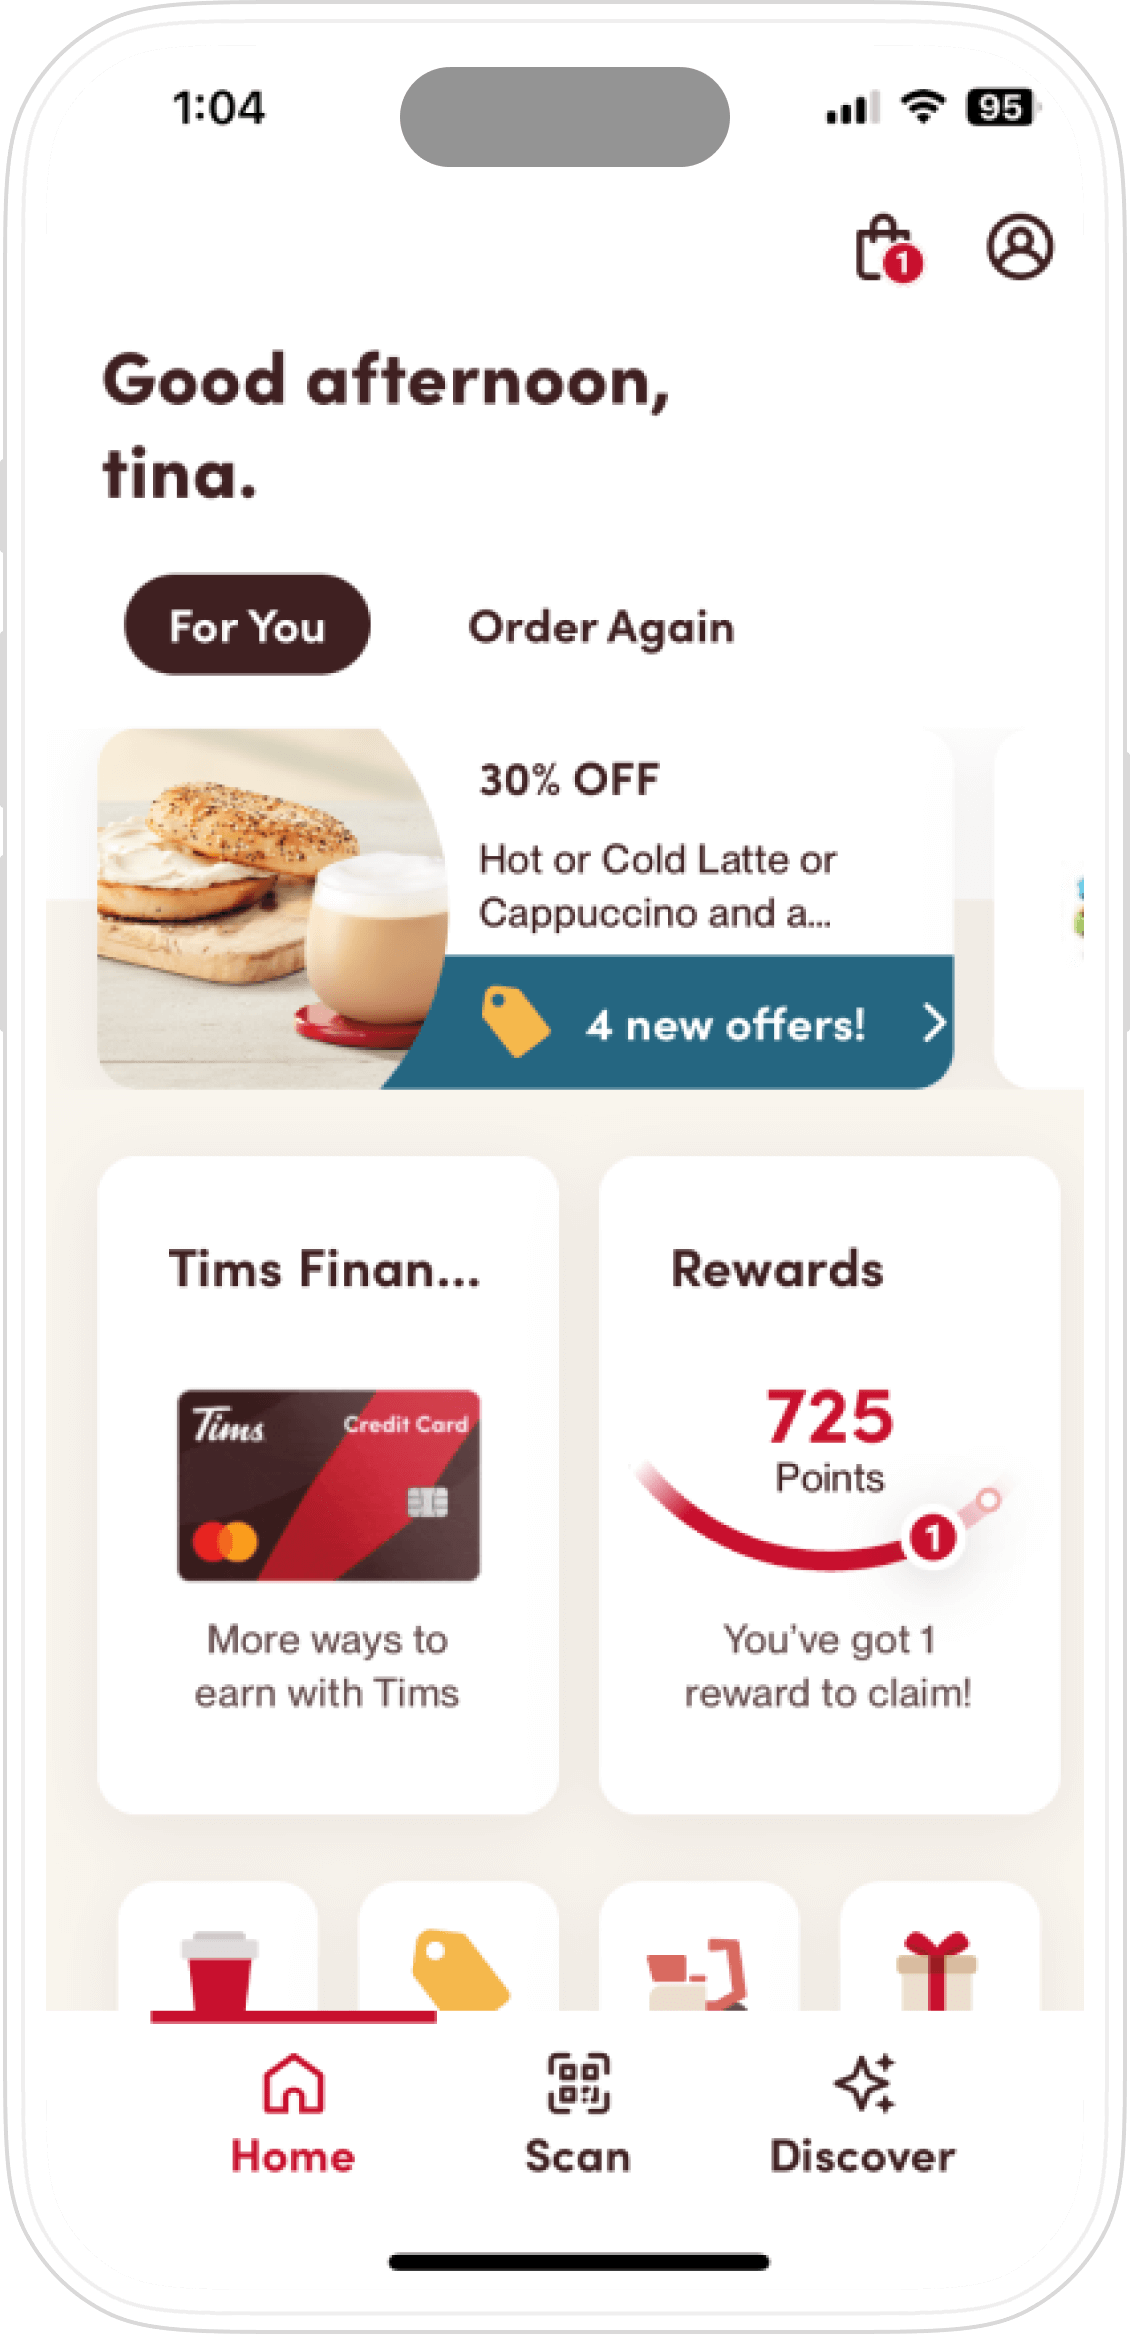 1:04
95
1
Good afternoon,
tina.
For You
Order Again
30% OFF
Hot or Cold Latte or
Cappuccino and a...
4 new offers!
Tims Finan...
Rewards
Tims
Credit Card
725
Points
1
More ways to
earn with Tims
You've got 1
reward to claim!
Home
Scan
Discover